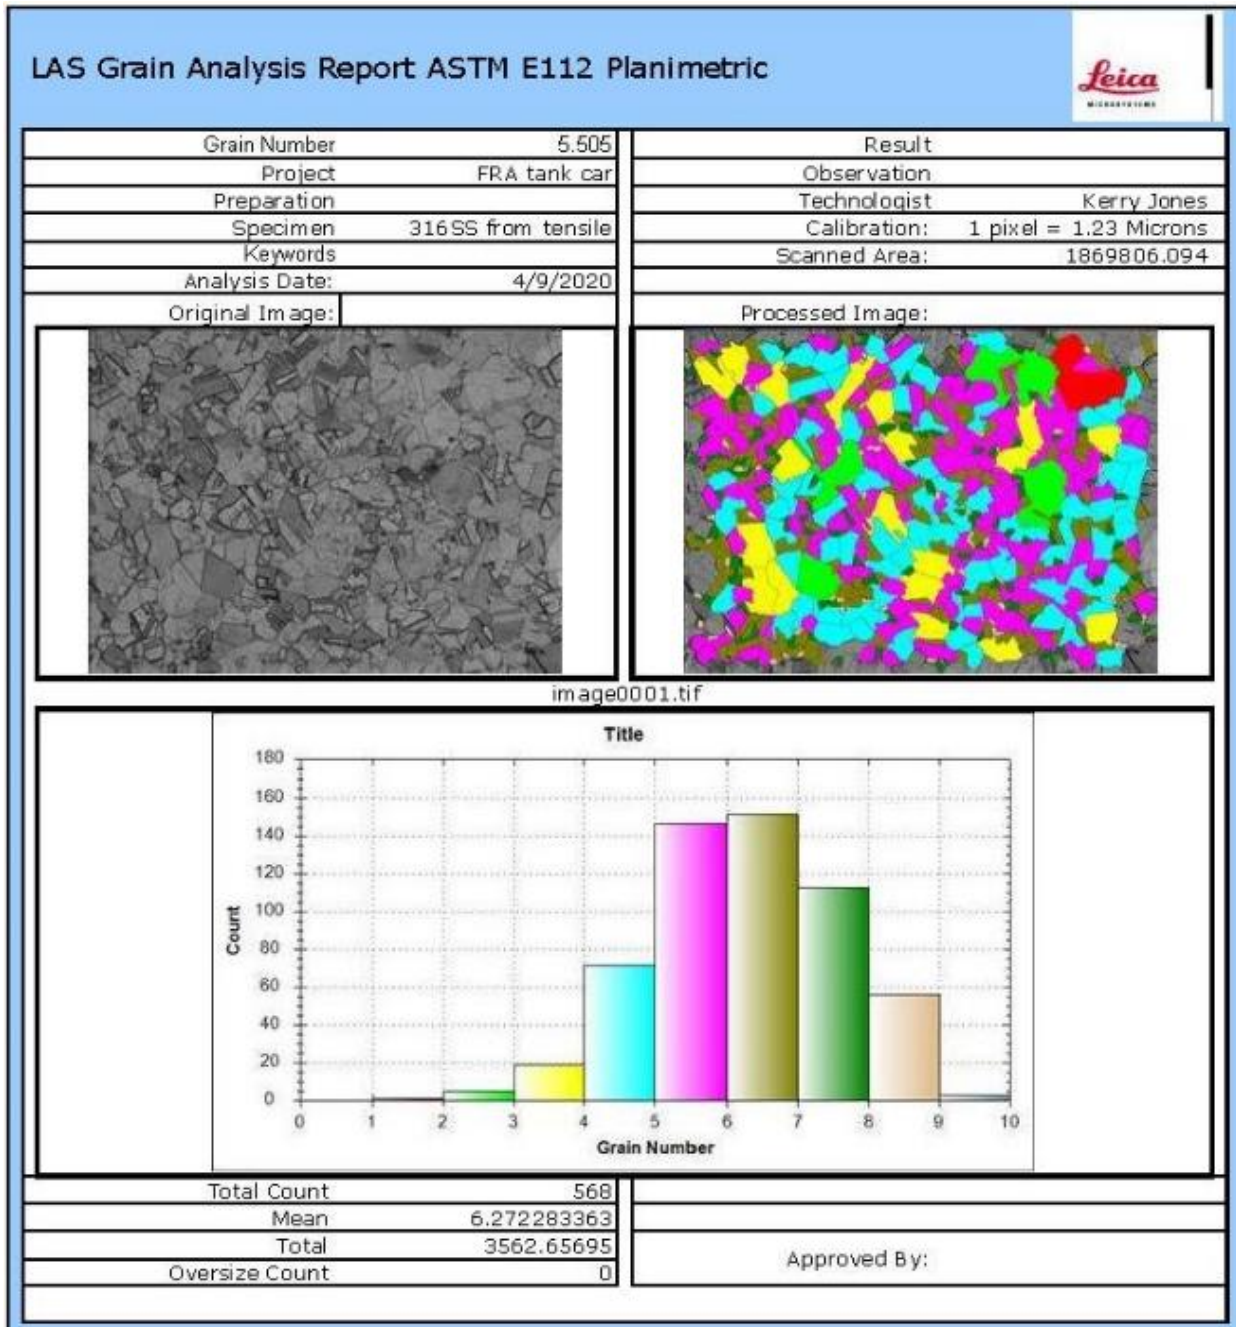 LAS Grain Analysis Report ASTM E112 Planimetric
Leica
MICROSYSTEMS
Grain Number 5.505
Project FRA tank car
Preparation
Specimen 316SS from tensile
Keywords
Analysis Date: 4/9/2020
Result
Observation
Technologist Kerry Jones
Calibration: 1 pixel = 1.23 Microns
Scanned Area: 1869806.094
Original Image:
Processed Image:
image0001.tif
Title
180
160
140
120
100
80
60
40
20
0
Count
0 1 2 3 4 5 6 7 8 9 10
Grain Number
Total Count 568
Mean 6.272283363
Total 3562.65695
Oversize Count 0
Approved By: